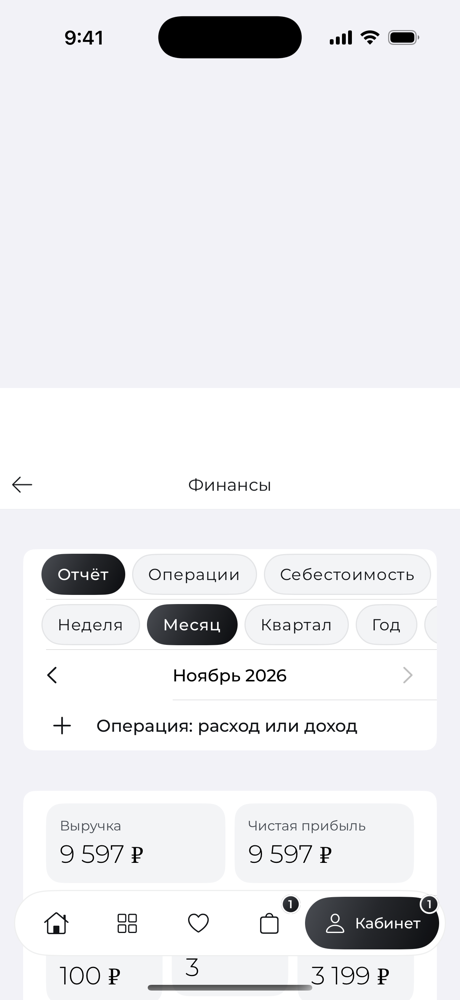 9:41
Финансы
Отчёт Операции Себестоимость
Неделя Месяц Квартал Год
Ноябрь 2026
Операция: расход или доход
Выручка Чистая прибыль
9 597 ₽ 9 597 ₽
1 1
Кабинет
100 ₽ 3 3 199 ₽